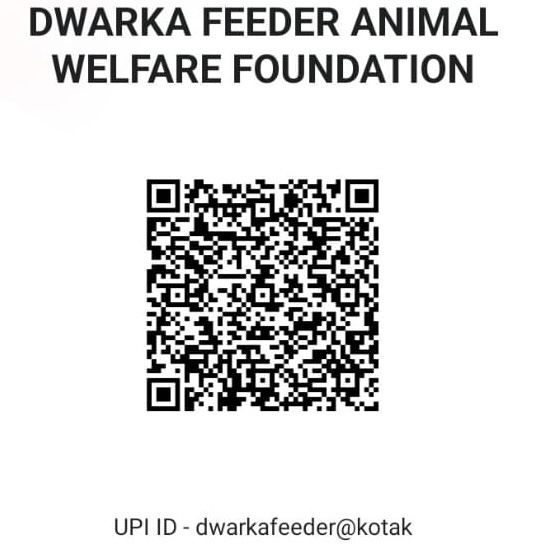 DWARKA FEEDER ANIMAL
WELFARE FOUNDATION
UPI ID - dwarkafeeder@kotak